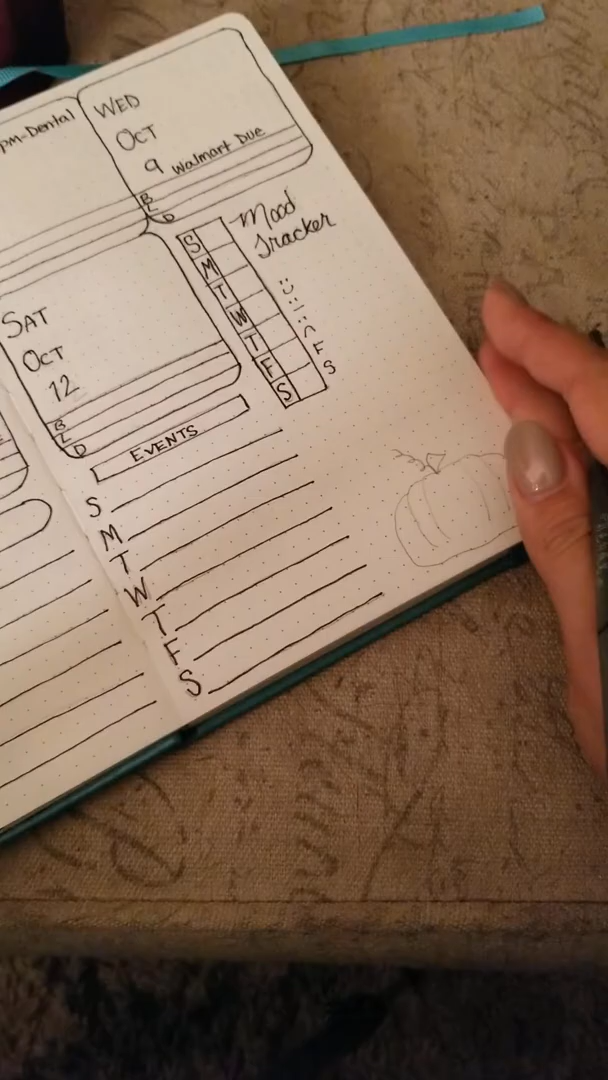 pm-Dental
WED
OCT
9 Walmart Due
B
L
D
SAT
OCT
12
B
L
D
Mood
Tracker
S
M
T
W
T
F
S
:)
:|
:(
F
S
EVENTS
S
M
T
W
T
F
S